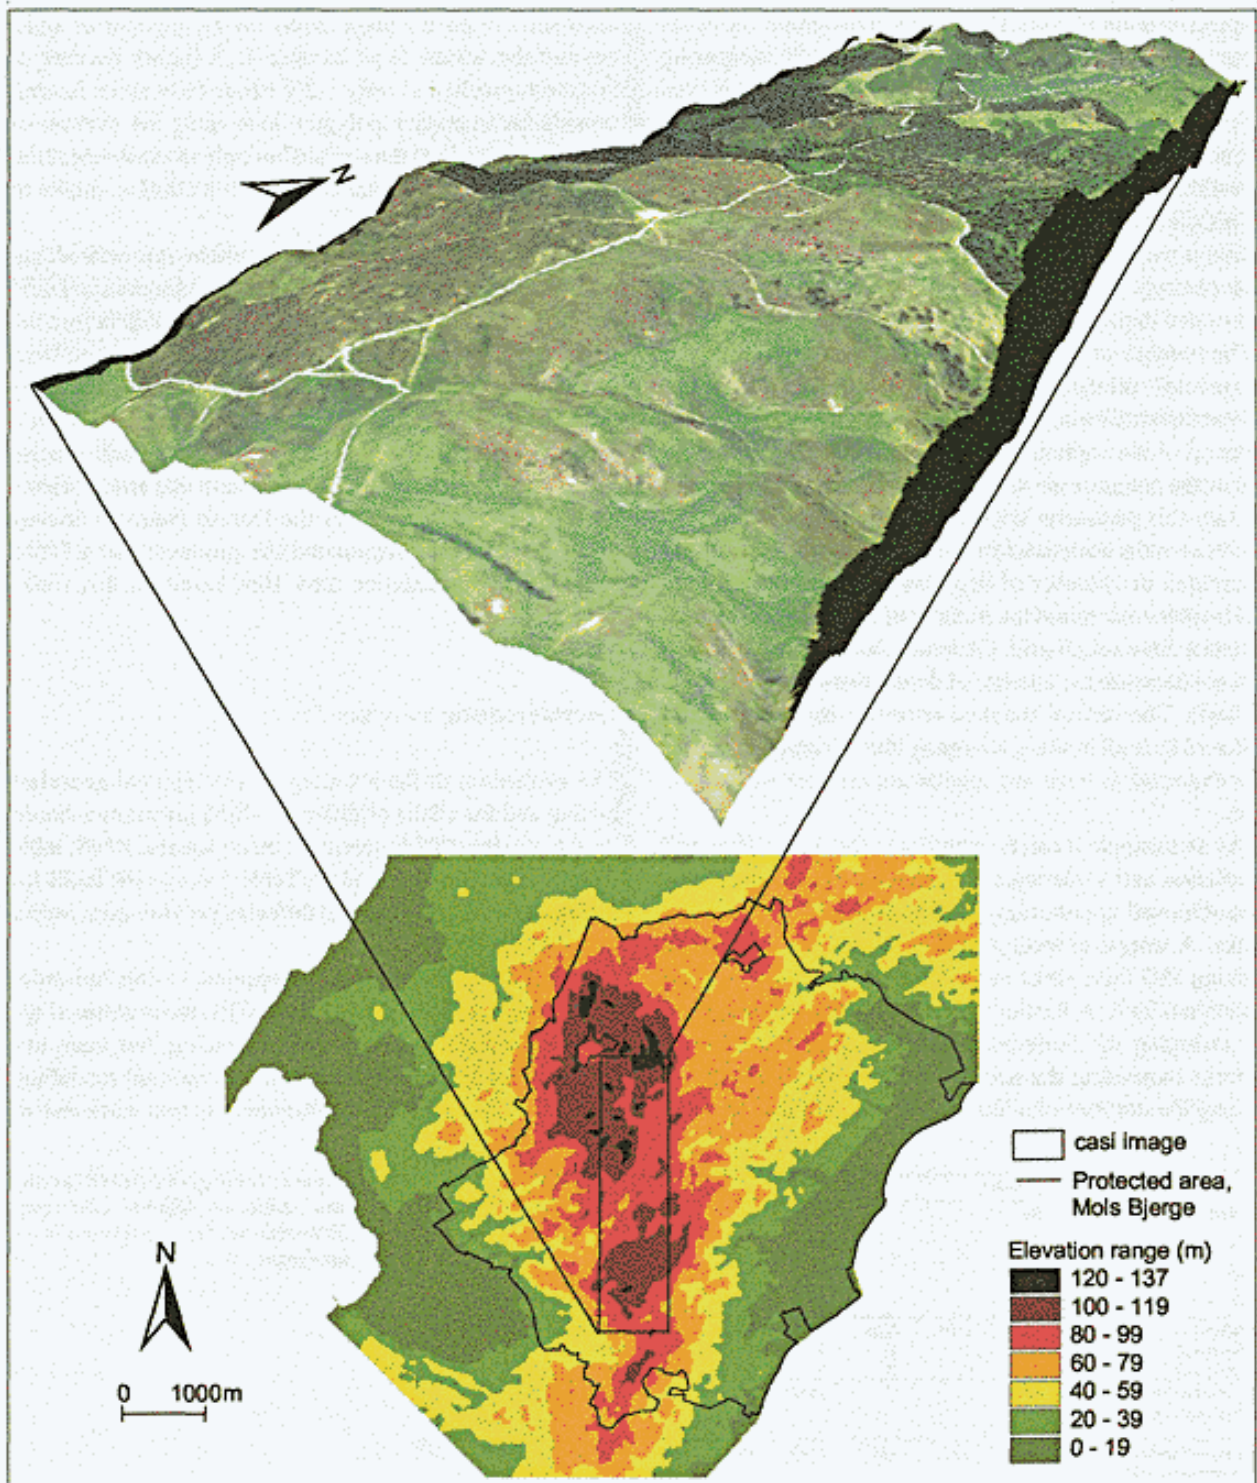 N
casi image
Protected area,
Mols Bjerge
N
Elevation range (m)
120 - 137
100 - 119
80 - 99
60 - 79
40 - 59
20 - 39
0 - 19
0 1000m